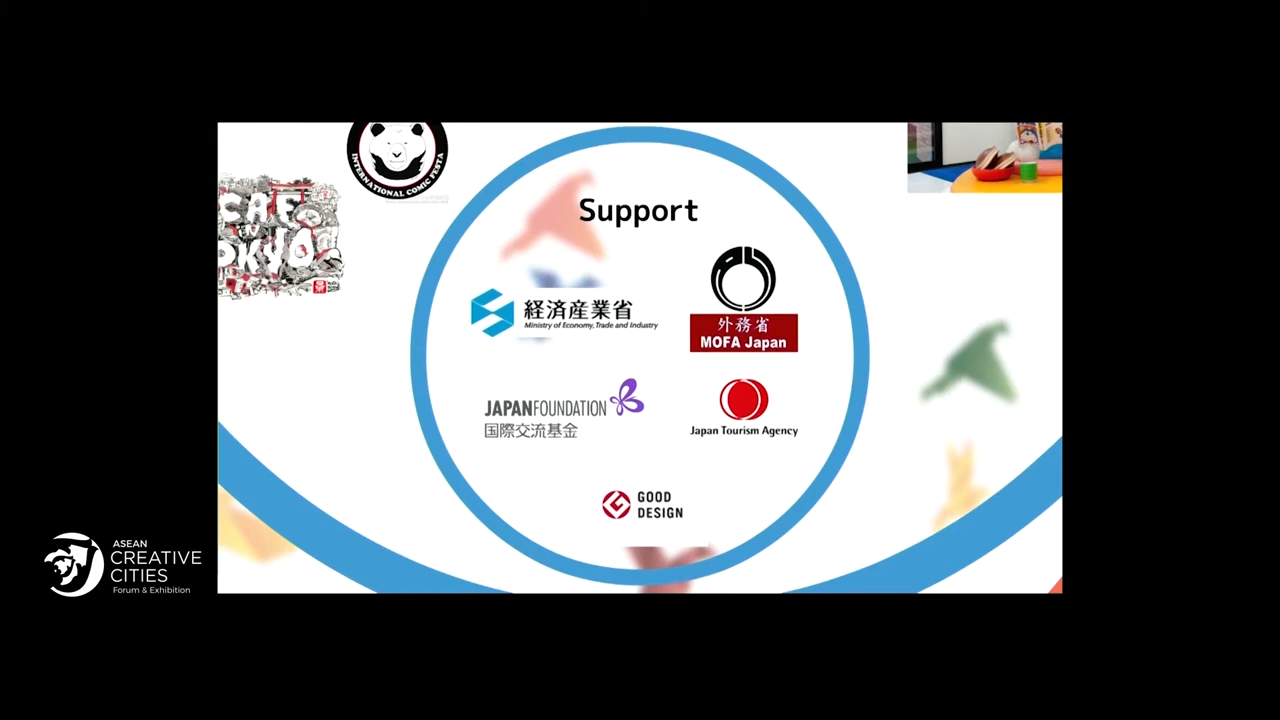 INTERNATIONAL COMIC FESTA
Support
経済産業省
Ministry of Economy, Trade and Industry
外務省
MOFA Japan
JAPANFOUNDATION
国際交流基金
Japan Tourism Agency
GOOD
DESIGN
ASEAN
CREATIVE
CITIES
Forum & Exhibition